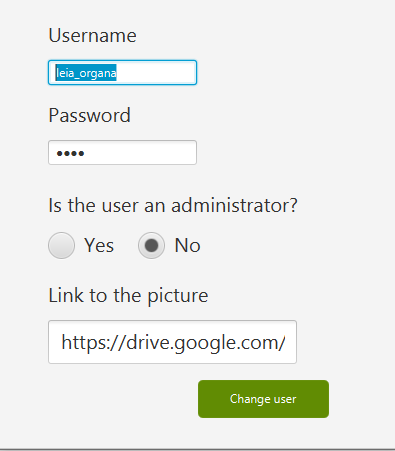 Username
leia_organa
Password
••••
Is the user an administrator?
Yes No
Link to the picture
https://drive.google.com/
Change user